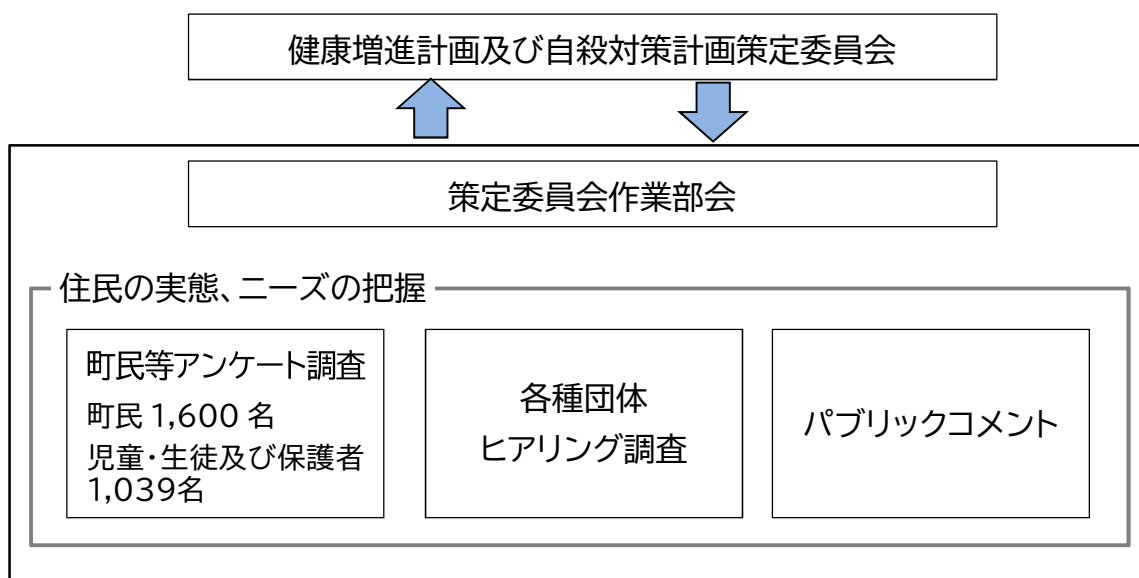 健康増進計画及び自殺対策計画策定委員会
策定委員会作業部会
住民の実態、ニーズの把握
町民等アンケート調査
町民 1,600 名
児童・生徒及び保護者
1,039名
各種団体
ヒアリング調査
パブリックコメント